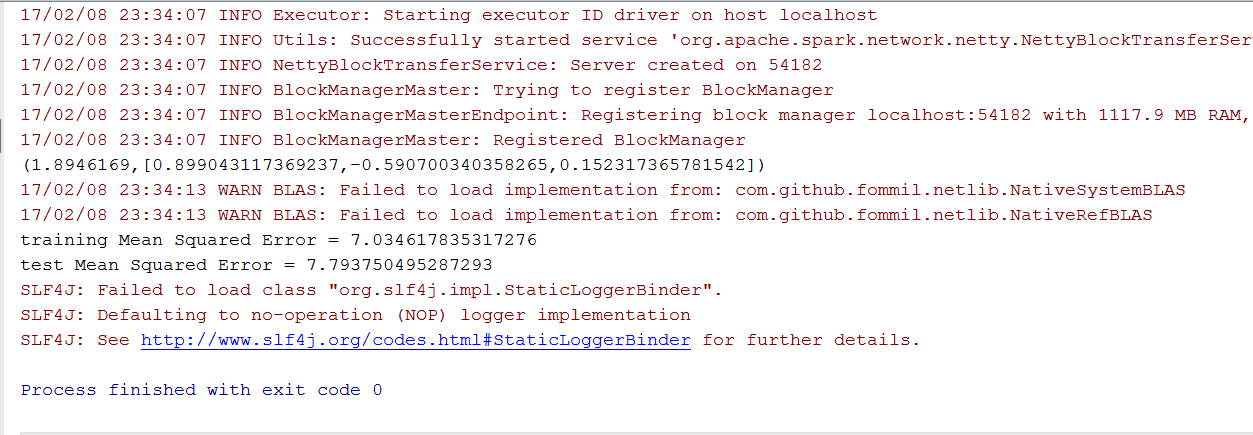 17/02/08 23:34:07 INFO Executor: Starting executor ID driver on host localhost
17/02/08 23:34:07 INFO Utils: Successfully started service 'org.apache.spark.network.netty.NettyBlockTransferSer
17/02/08 23:34:07 INFO NettyBlockTransferService: Server created on 54182
17/02/08 23:34:07 INFO BlockManagerMaster: Trying to register BlockManager
17/02/08 23:34:07 INFO BlockManagerMasterEndpoint: Registering block manager localhost:54182 with 1117.9 MB RAM,
17/02/08 23:34:07 INFO BlockManagerMaster: Registered BlockManager
(1.8946169,[0.899043117369237,-0.590700340358265,0.152317365781542])
17/02/08 23:34:13 WARN BLAS: Failed to load implementation from: com.github.fommil.netlib.NativeSystemBLAS
17/02/08 23:34:13 WARN BLAS: Failed to load implementation from: com.github.fommil.netlib.NativeRefBLAS
training Mean Squared Error = 7.034617835317276
test Mean Squared Error = 7.793750495287293
SLF4J: Failed to load class "org.slf4j.impl.StaticLoggerBinder".
SLF4J: Defaulting to no-operation (NOP) logger implementation
SLF4J: See http://www.slf4j.org/codes.html#StaticLoggerBinder for further details.
Process finished with exit code 0